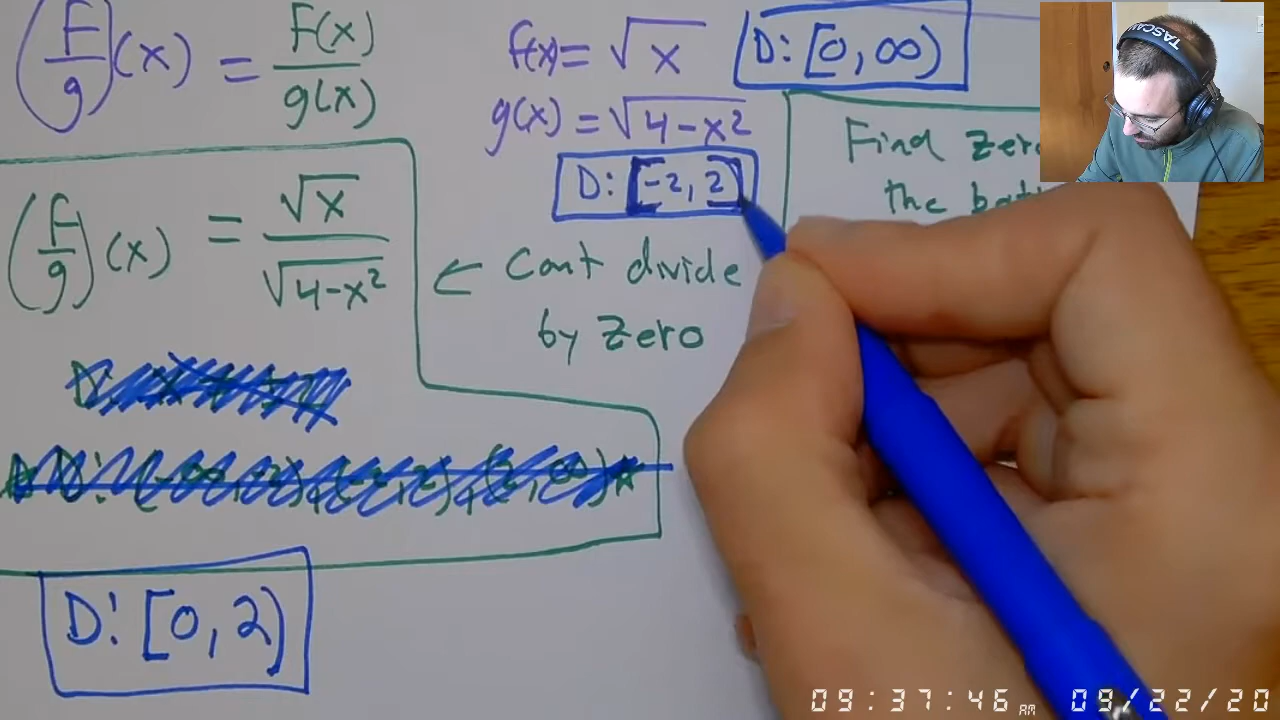 (F/g)(x) = F(x)/g(x)
f(x) = √x
D: [0, ∞)
g(x) = √4-x²
D: [-2, 2]
Find zero
the
(F/g)(x) = √x/√4-x²
← Cant divide
by zero
D: [0, 2)
TASCAM
09:37:46 AM 09/22/20